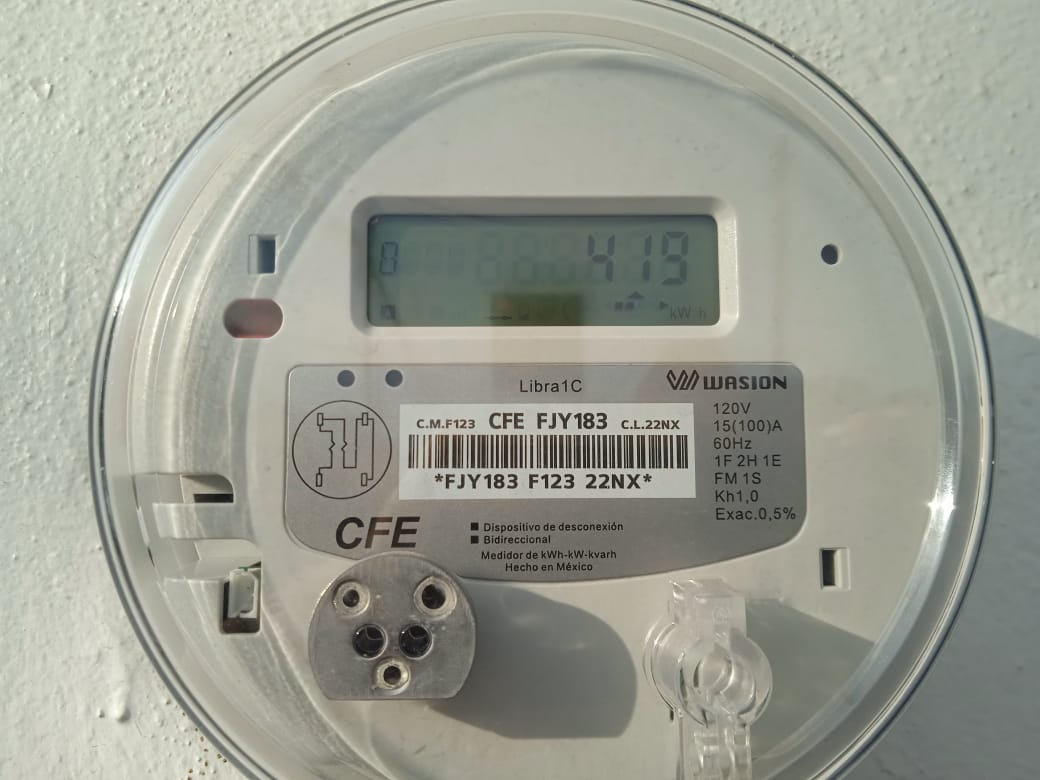 8 419
kWh
Libra1C
WASION
C.M.F123 CFE FJY183 C.L.22NX
*FJY183 F123 22NX*
120V
15(100)A
60Hz
1F 2H 1E
FM 1S
Kh1,0
Exac.0,5%
CFE
Dispositivo de desconexión
Bidireccional
Medidor de kWh-kW-kvarh
Hecho en México